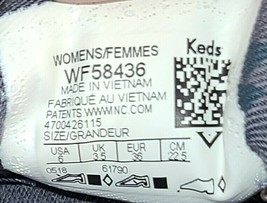 WOMENS/FEMMES Keds
WF58436
MADE IN VIETNAM
FABRIQUÉ AU VIETNAM
PATENTS WWW.NC.COM
4700426115
SIZE/GRANDEUR
USA UK EUR CM
6 3.5 36 22.5
0518 61790